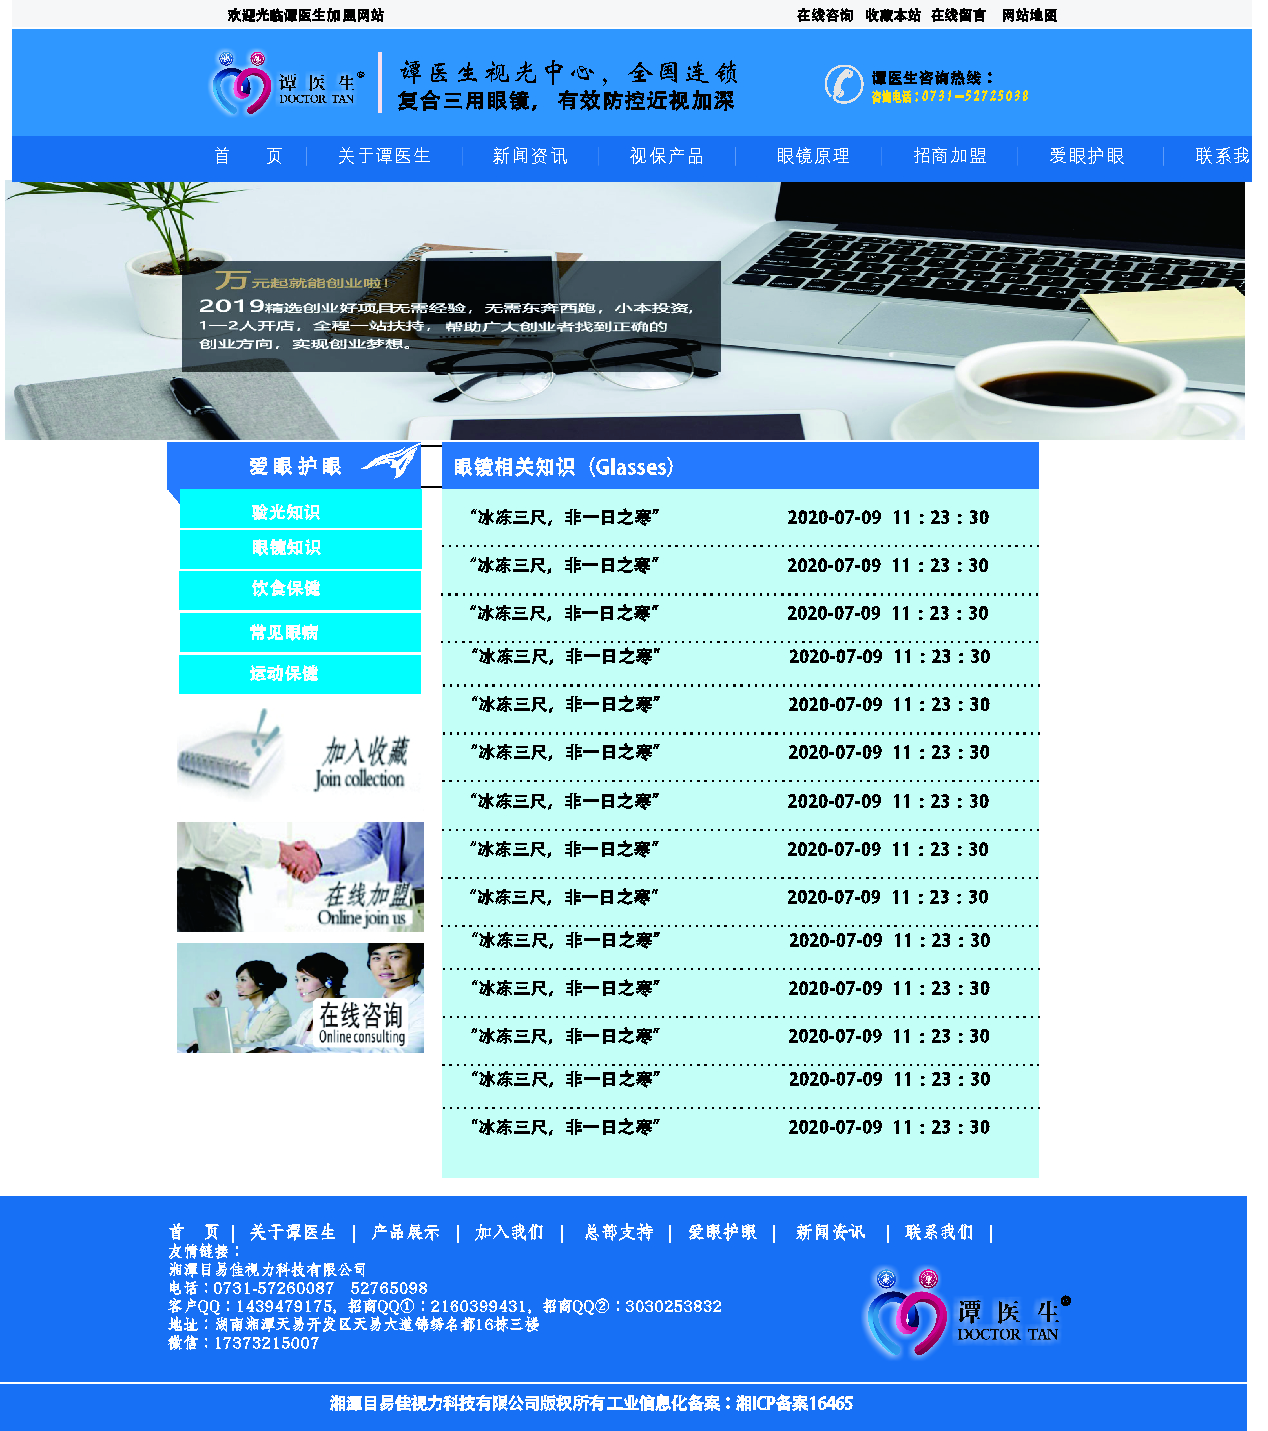 欢迎光临谭医生加盟网站
在线咨询 收藏本站 在线留言 网站地图
谭医生 ®
DOCTOR TAN
谭医生视光中心，全国连锁
复合三用眼镜，有效防控近视加深
谭医生咨询热线：
咨询电话：0731—52725038
首 页 关于谭医生 新闻资讯 视保产品 眼镜原理 招商加盟 爱眼护眼 联系我
万元起就能创业啦！
2019精选创业好项目无需经验，无需东奔西跑，小本投资，
1—2人开店，全程一站扶持，帮助广大创业者找到正确的
创业方向，实现创业梦想。
爱眼护眼
验光知识
眼镜知识
饮食保健
常见眼病
运动保健
加入收藏
Join collection
在线加盟
Online join us
在线咨询
Online consulting
眼镜相关知识（Glasses）
“冰冻三尺，非一日之寒” 2020-07-09 11：23：30
“冰冻三尺，非一日之寒” 2020-07-09 11：23：30
“冰冻三尺，非一日之寒” 2020-07-09 11：23：30
“冰冻三尺，非一日之寒” 2020-07-09 11：23：30
“冰冻三尺，非一日之寒” 2020-07-09 11：23：30
“冰冻三尺，非一日之寒” 2020-07-09 11：23：30
“冰冻三尺，非一日之寒” 2020-07-09 11：23：30
“冰冻三尺，非一日之寒” 2020-07-09 11：23：30
“冰冻三尺，非一日之寒” 2020-07-09 11：23：30
“冰冻三尺，非一日之寒” 2020-07-09 11：23：30
“冰冻三尺，非一日之寒” 2020-07-09 11：23：30
“冰冻三尺，非一日之寒” 2020-07-09 11：23：30
“冰冻三尺，非一日之寒” 2020-07-09 11：23：30
“冰冻三尺，非一日之寒” 2020-07-09 11：23：30
首 页 | 关于谭医生 | 产品展示 | 加入我们 | 总部支持 | 爱眼护眼 | 新闻资讯 | 联系我们 |
友情链接：
湘潭目易佳视力科技有限公司
电话：0731-57260087 52765098
客户QQ：1439479175，招商QQ①：2160399431，招商QQ②：3030253832
地址：湖南湘潭天易开发区天易大道锦绣名都16栋三楼
微信：17373215007
谭医生 ®
DOCTOR TAN
湘潭目易佳视力科技有限公司版权所有工业信息化备案：湘ICP备案16465